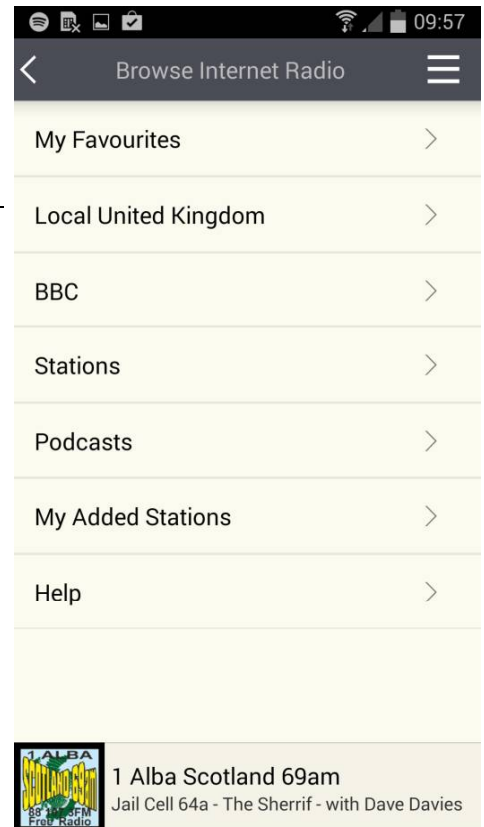 09:57
Browse Internet Radio
My Favourites
Local United Kingdom
BBC
Stations
Podcasts
My Added Stations
Help
1 ALBA
SCOTLAND 69am
Free Radio
1 Alba Scotland 69am
Jail Cell 64a - The Sherrif - with Dave Davies